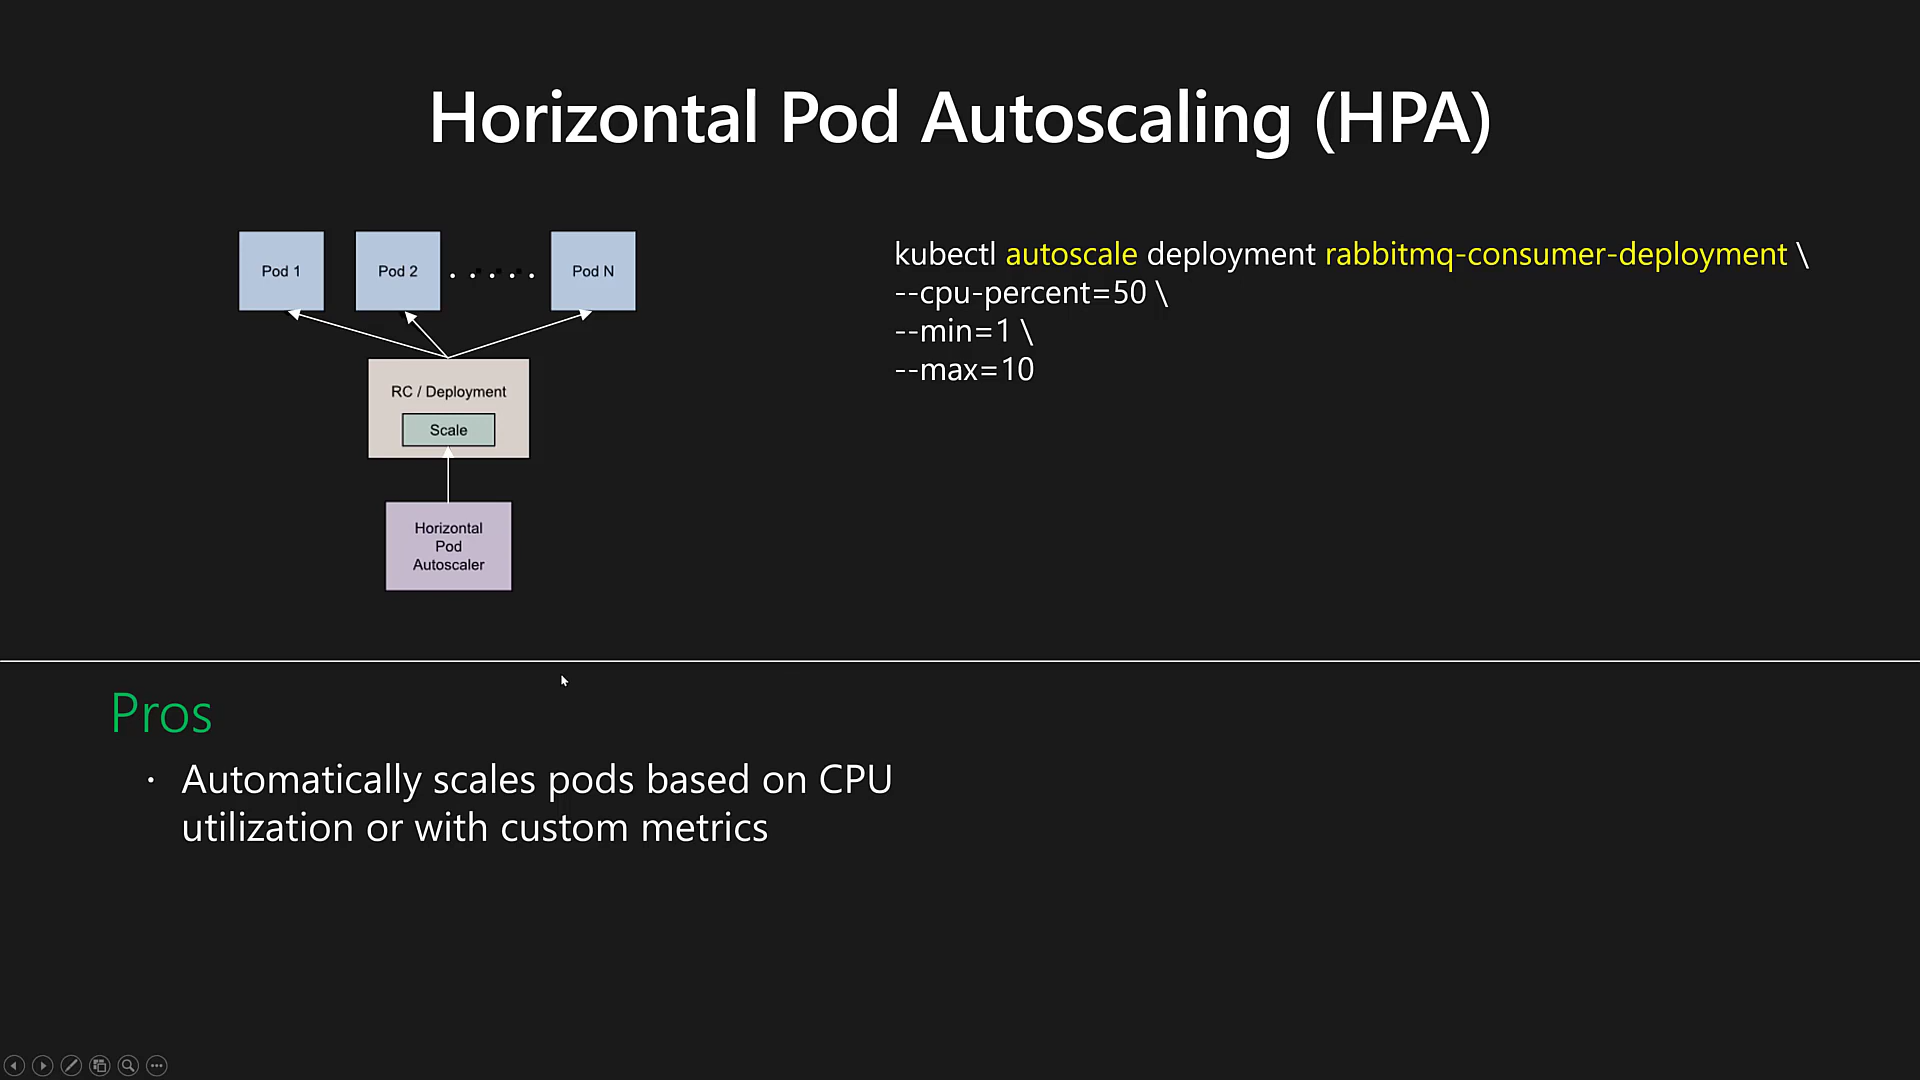 Horizontal Pod Autoscaling (HPA)
Pod 1
Pod 2
Pod N
RC / Deployment
Scale
Horizontal
Pod
Autoscaler
kubectl autoscale deployment rabbitmq-consumer-deployment \
--cpu-percent=50 \
--min=1 \
--max=10
Pros
· Automatically scales pods based on CPU
utilization or with custom metrics